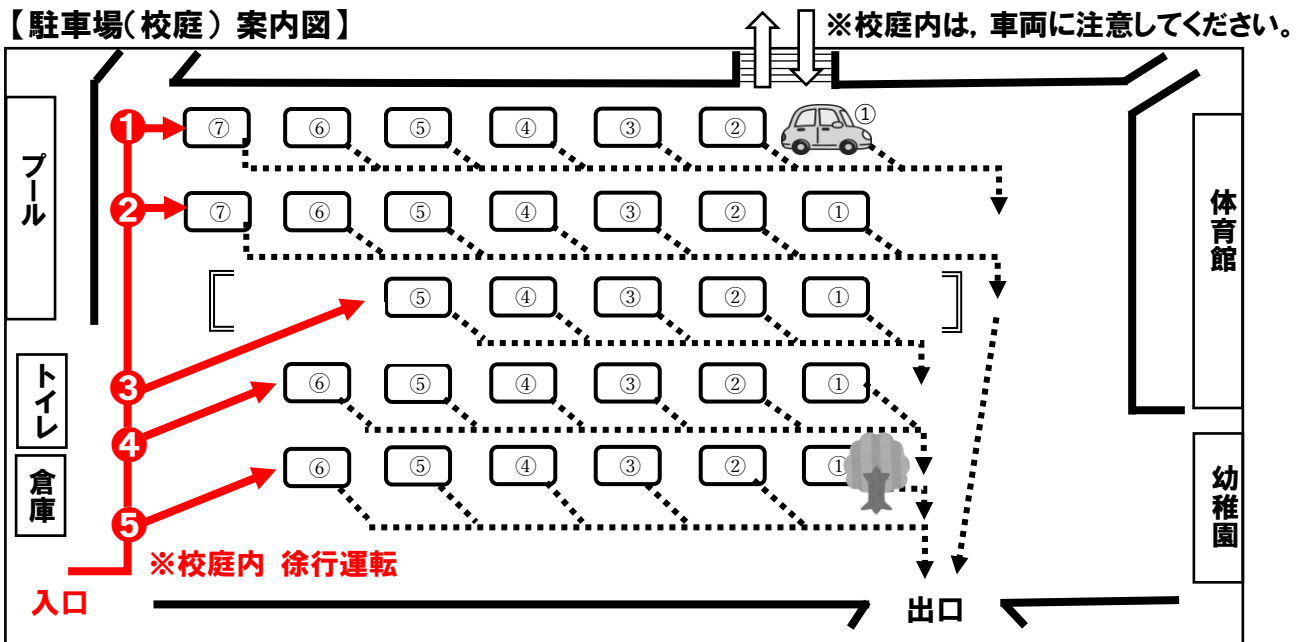 【駐車場(校庭) 案内図】
※校庭内は，車両に注意してください。
プール
トイレ
倉庫
体育館
幼稚園
❶ ⑦ ⑥ ⑤ ④ ③ ② ①
❷ ⑦ ⑥ ⑤ ④ ③ ② ①
❸ ⑤ ④ ③ ② ①
❹ ⑥ ⑤ ④ ③ ② ①
❺ ⑥ ⑤ ④ ③ ② ①
※校庭内 徐行運転
入口
出口